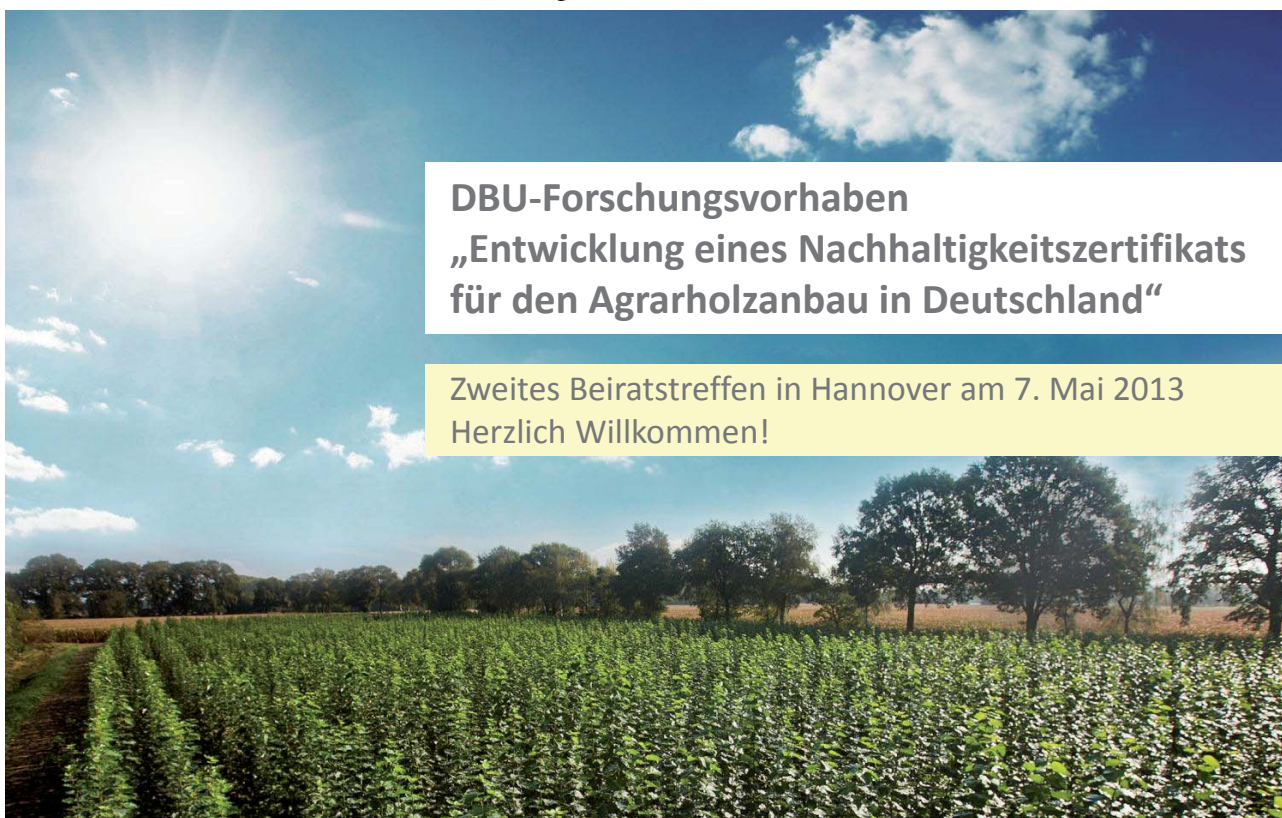 DBU-Forschungsvorhaben
„Entwicklung eines Nachhaltigkeitszertifikats
für den Agrarholzanbau in Deutschland“
Zweites Beiratstreffen in Hannover am 7. Mai 2013
Herzlich Willkommen!